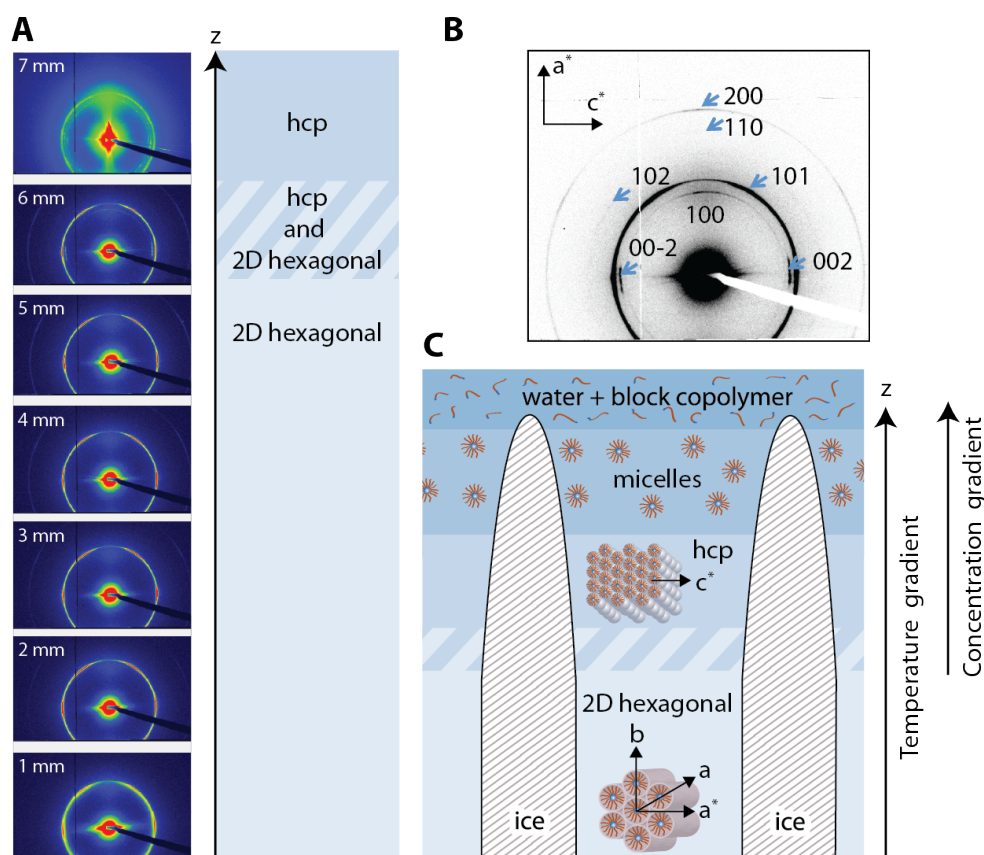 A
z
7 mm
6 mm
5 mm
4 mm
3 mm
2 mm
1 mm
hcp
hcp
and
2D hexagonal
2D hexagonal
B
a*
c*
200
110
102
101
100
00-2
002
C
water + block copolymer
micelles
hcp
c*
2D hexagonal
b
a
a*
ice
ice
z
Temperature gradient
Concentration gradient